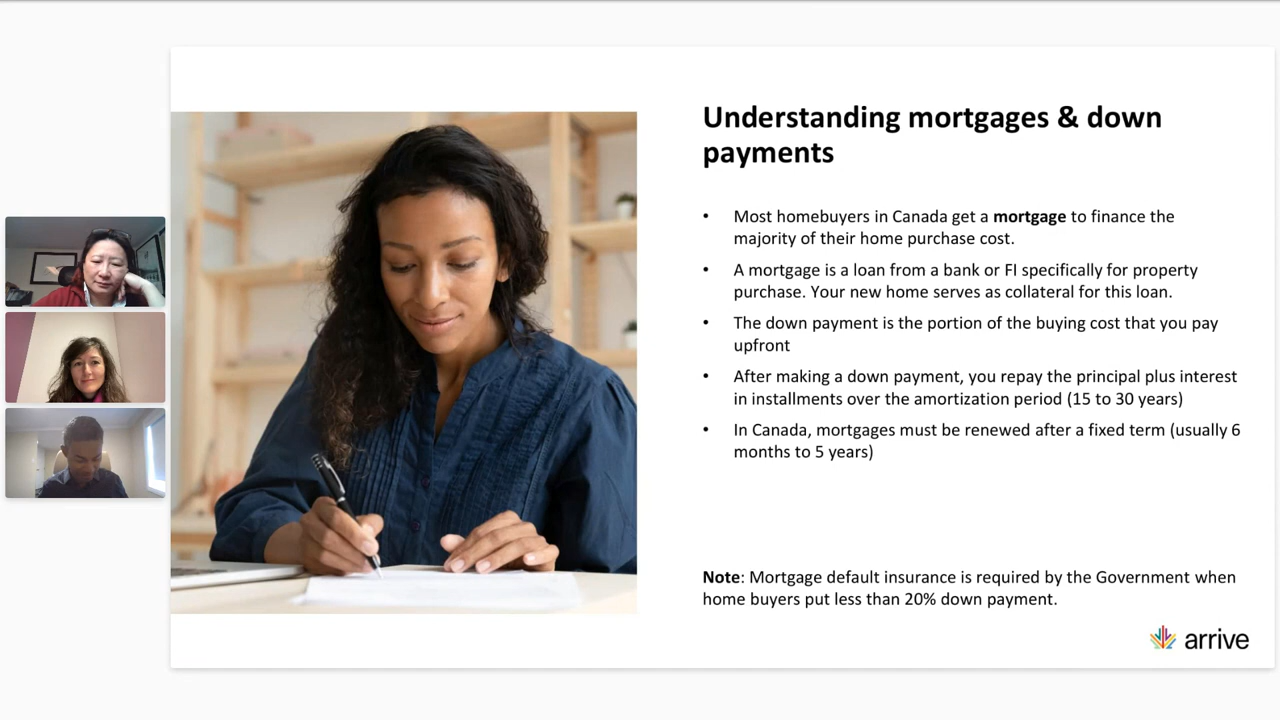 Understanding mortgages & down
payments
• Most homebuyers in Canada get a mortgage to finance the
majority of their home purchase cost.
• A mortgage is a loan from a bank or FI specifically for property
purchase. Your new home serves as collateral for this loan.
• The down payment is the portion of the buying cost that you pay
upfront
• After making a down payment, you repay the principal plus interest
in installments over the amortization period (15 to 30 years)
• In Canada, mortgages must be renewed after a fixed term (usually 6
months to 5 years)
Note: Mortgage default insurance is required by the Government when
home buyers put less than 20% down payment.
arrive